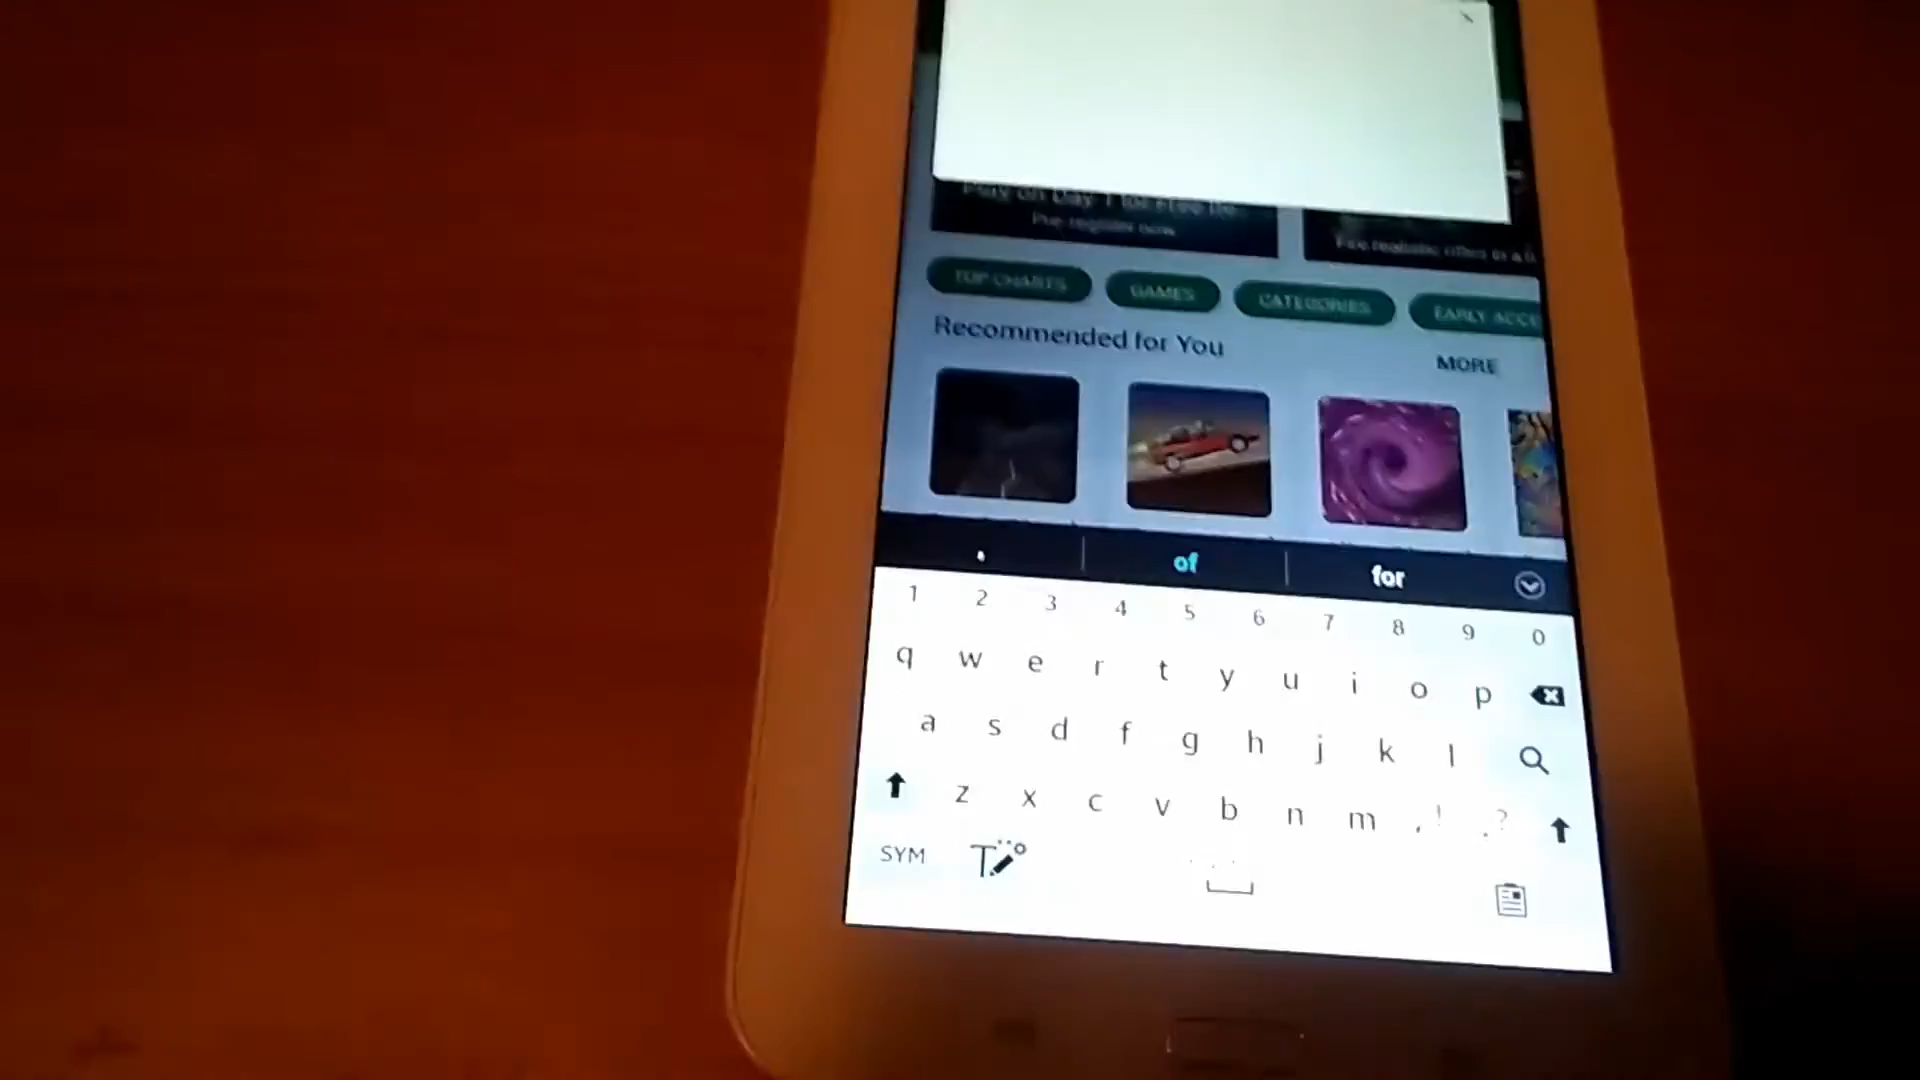 Play on Day 1 for Free Re
Pre-register now
TOP CHARTS GAMES CATEGORIES EARLY ACCE
Recommended for You
MORE
of for
1 2 3 4 5 6 7 8 9 0
q w e r t y u i o p
a s d f g h j k l
z x c v b n m , ! . ?
SYM T